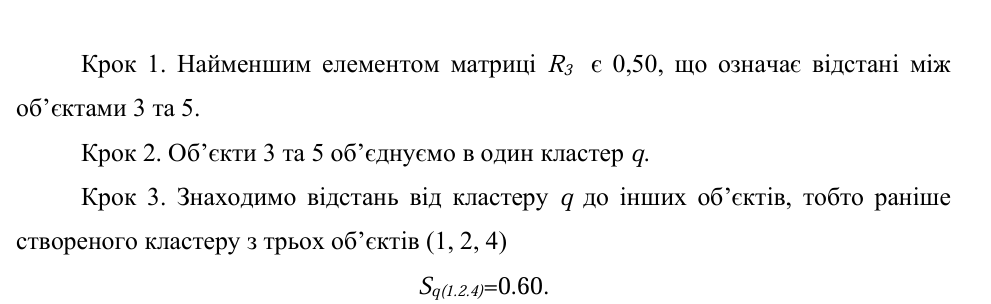 Крок 1. Найменшим елементом матриці R3 є 0,50, що означає відстані між
об’єктами 3 та 5.
Крок 2. Об’єкти 3 та 5 об’єднуємо в один кластер q.
Крок 3. Знаходимо відстань від кластеру q до інших об’єктів, тобто раніше
створеного кластеру з трьох об’єктів (1, 2, 4)
Sq(1.2.4)=0.60.